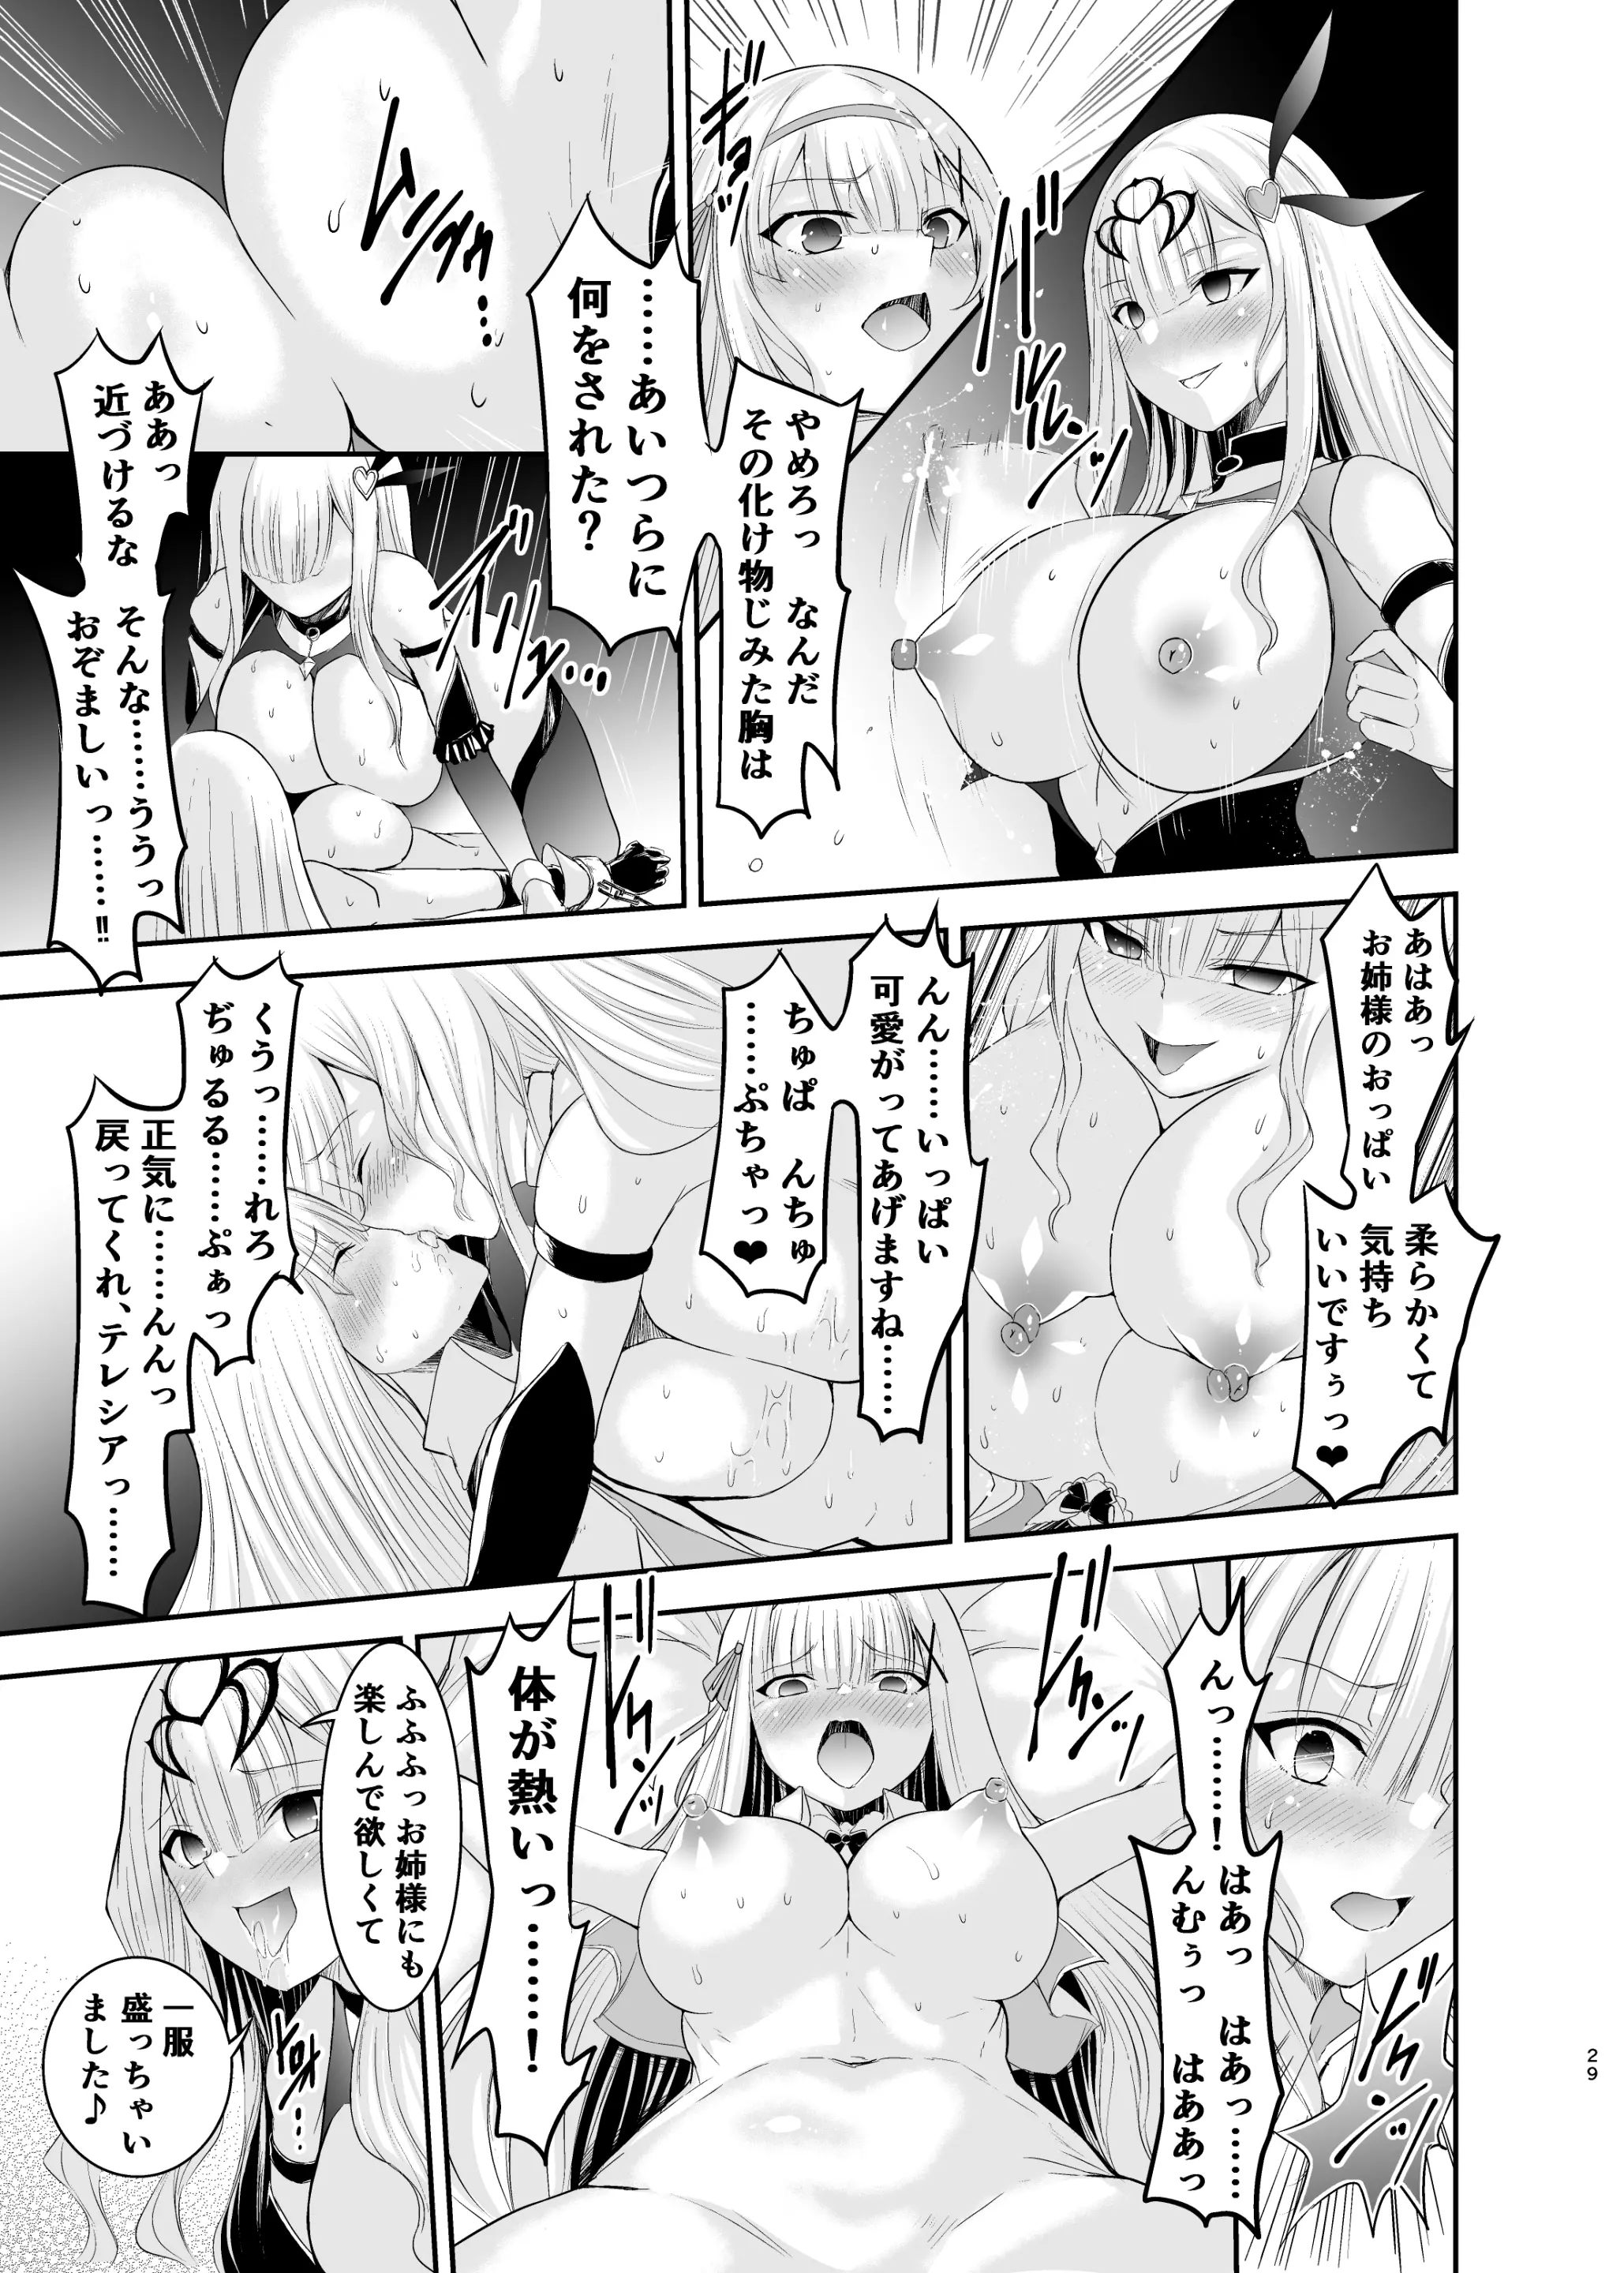 ブルンッ
ギョッ
やめろっ　なんだ
その化け物じみた胸は
……あいつらに
何をされた？
ムワッ…
ああっ
近づけるな
そんな……ううっ
おぞましいっ……!!
ズイッ…
あはあっ
お姉様のおっぱい
柔らかくて
気持ち
いいですぅっ❤
んん……いっぱい
可愛がってあげますね……
ちゅぱ　んちゅ
……ぷちゃっ❤
くうっ……れろ
ぢゅるる……ぷぁっ
正気に……んんっ
戻ってくれ、テレシアっ……
ドクンッ
んっ……！
はあっ　はあっ……
んむぅっ　はああっ
ドクンッ
ドクンッ
体が熱いっ……！
ふふふっお姉様にも
楽しんで欲しくて
一服
盛っちゃい
ました♪
29